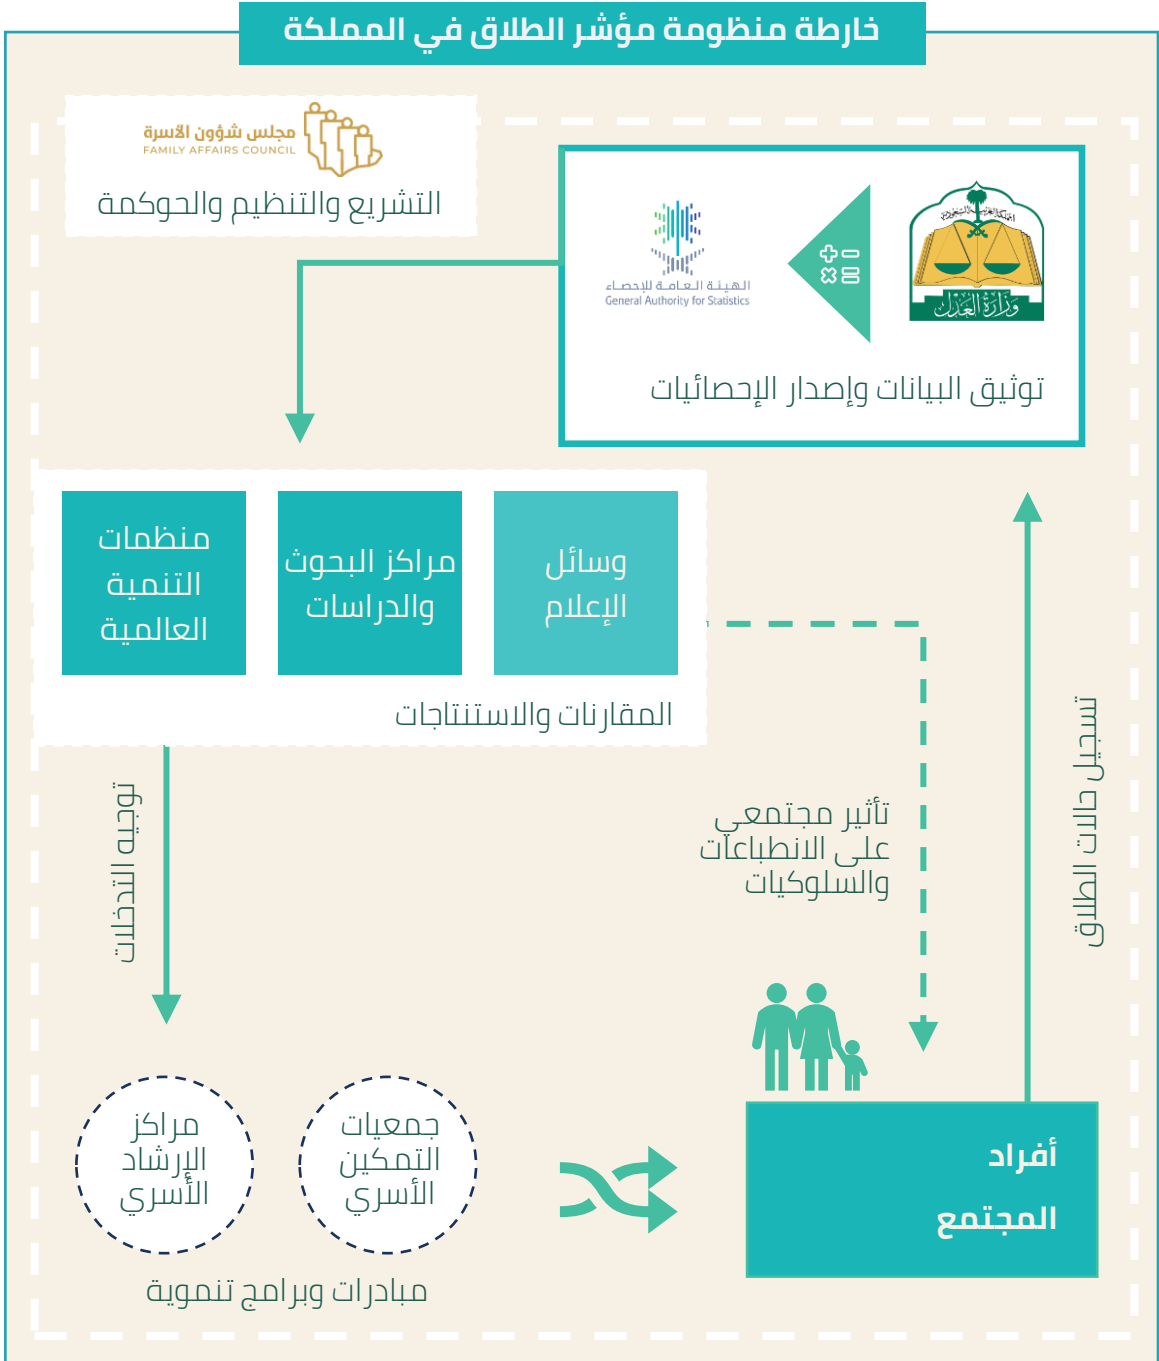 خارطة منظومة مؤشر الطلاق في المملكة
مجلس شؤون الأسرة
FAMILY AFFAIRS COUNCIL
التشريع والتنظيم والحوكمة
المملكة العربية السعودية
وزارة العدل
الهيئة العامة للإحصاء
General Authority for Statistics
توثيق البيانات وإصدار الإحصائيات
وسائل
الإعلام
مراكز البحوث
والدراسات
منظمات
التنمية
العالمية
المقارنات والاستنتاجات
تسجيل حالات الطلاق
تأثير مجتمعي
على الانطباعات
والسلوكيات
توجيه التدخلات
أفراد
المجتمع
جمعيات
التمكين
الأسري
مراكز
الإرشاد
الأسري
مبادرات وبرامج تنموية